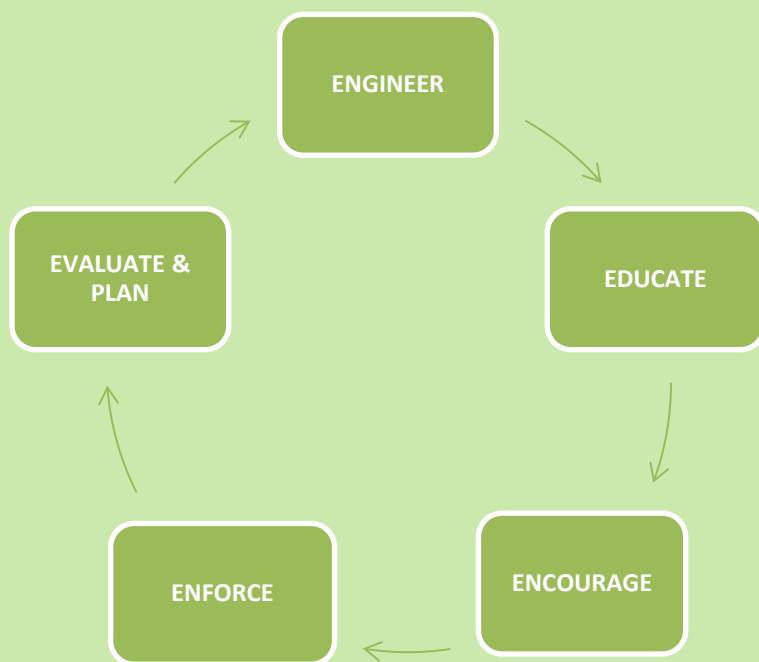 ENGINEER
EDUCATE
ENCOURAGE
ENFORCE
EVALUATE &
PLAN